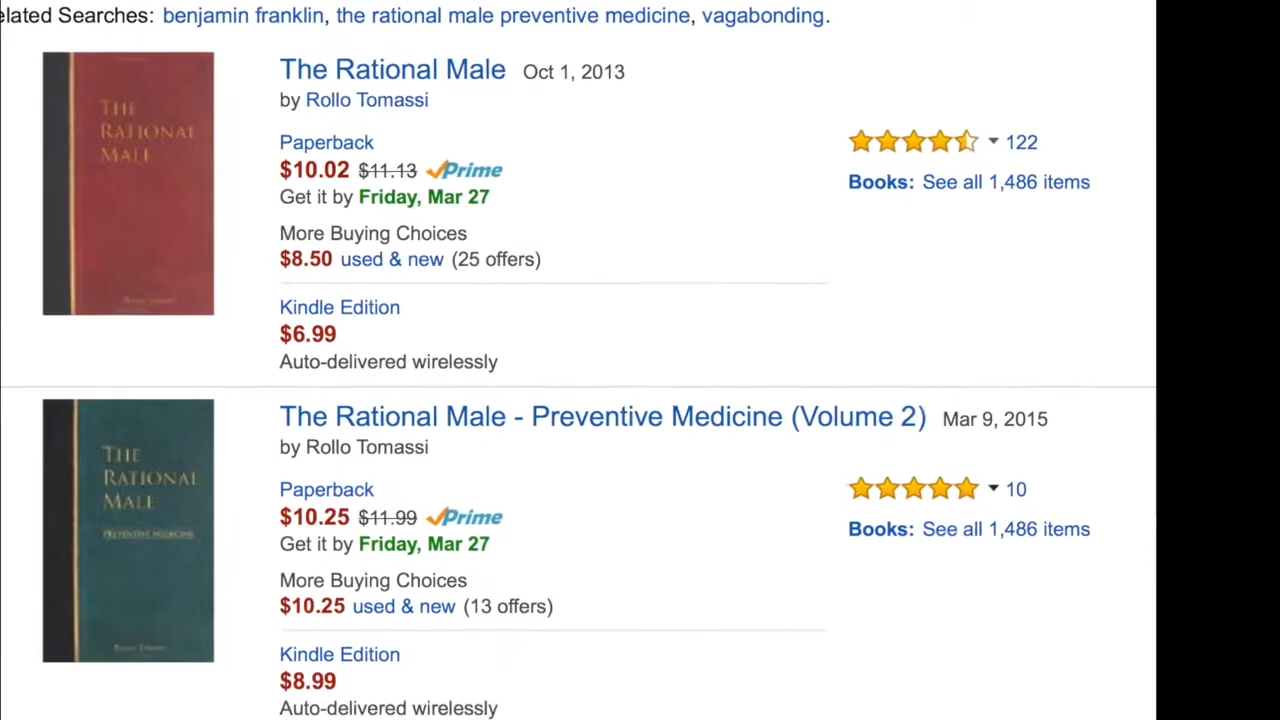 elated Searches: benjamin franklin, the rational male preventive medicine, vagabonding.
THE
RATIONAL
MALE
The Rational Male Oct 1, 2013
by Rollo Tomassi
Paperback
$10.02 $11.13 Prime
Get it by Friday, Mar 27
More Buying Choices
$8.50 used & new (25 offers)
Kindle Edition
$6.99
Auto-delivered wirelessly
122
Books: See all 1,486 items
THE
RATIONAL
MALE
PREVENTIVE MEDICINE
The Rational Male - Preventive Medicine (Volume 2) Mar 9, 2015
by Rollo Tomassi
Paperback
$10.25 $11.99 Prime
Get it by Friday, Mar 27
More Buying Choices
$10.25 used & new (13 offers)
Kindle Edition
$8.99
Auto-delivered wirelessly
10
Books: See all 1,486 items